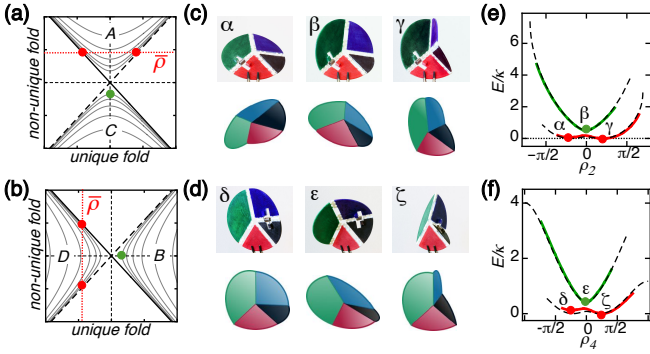 (a)
non-unique fold
unique fold
A
C
ρ̅
(b)
non-unique fold
unique fold
D
B
ρ̅
(c)
α
β
γ
(d)
δ
ε
ζ
(e)
E/κ
6
4
2
0
α
β
γ
−π/2
0
π/2
ρ2
(f)
E/κ
4
2
0
δ
ε
ζ
−π/2
0
π/2
ρ4